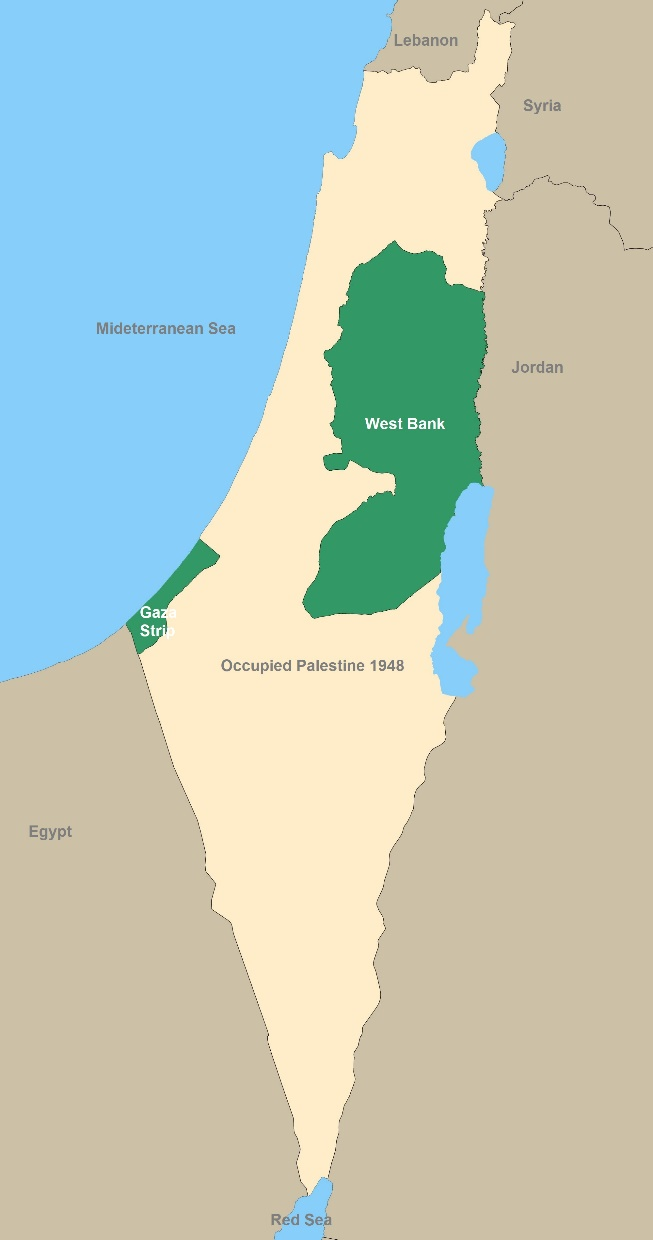 Lebanon
Syria
Mideterranean Sea
Jordan
West Bank
Gaza
Strip
Occupied Palestine 1948
Egypt
Red Sea